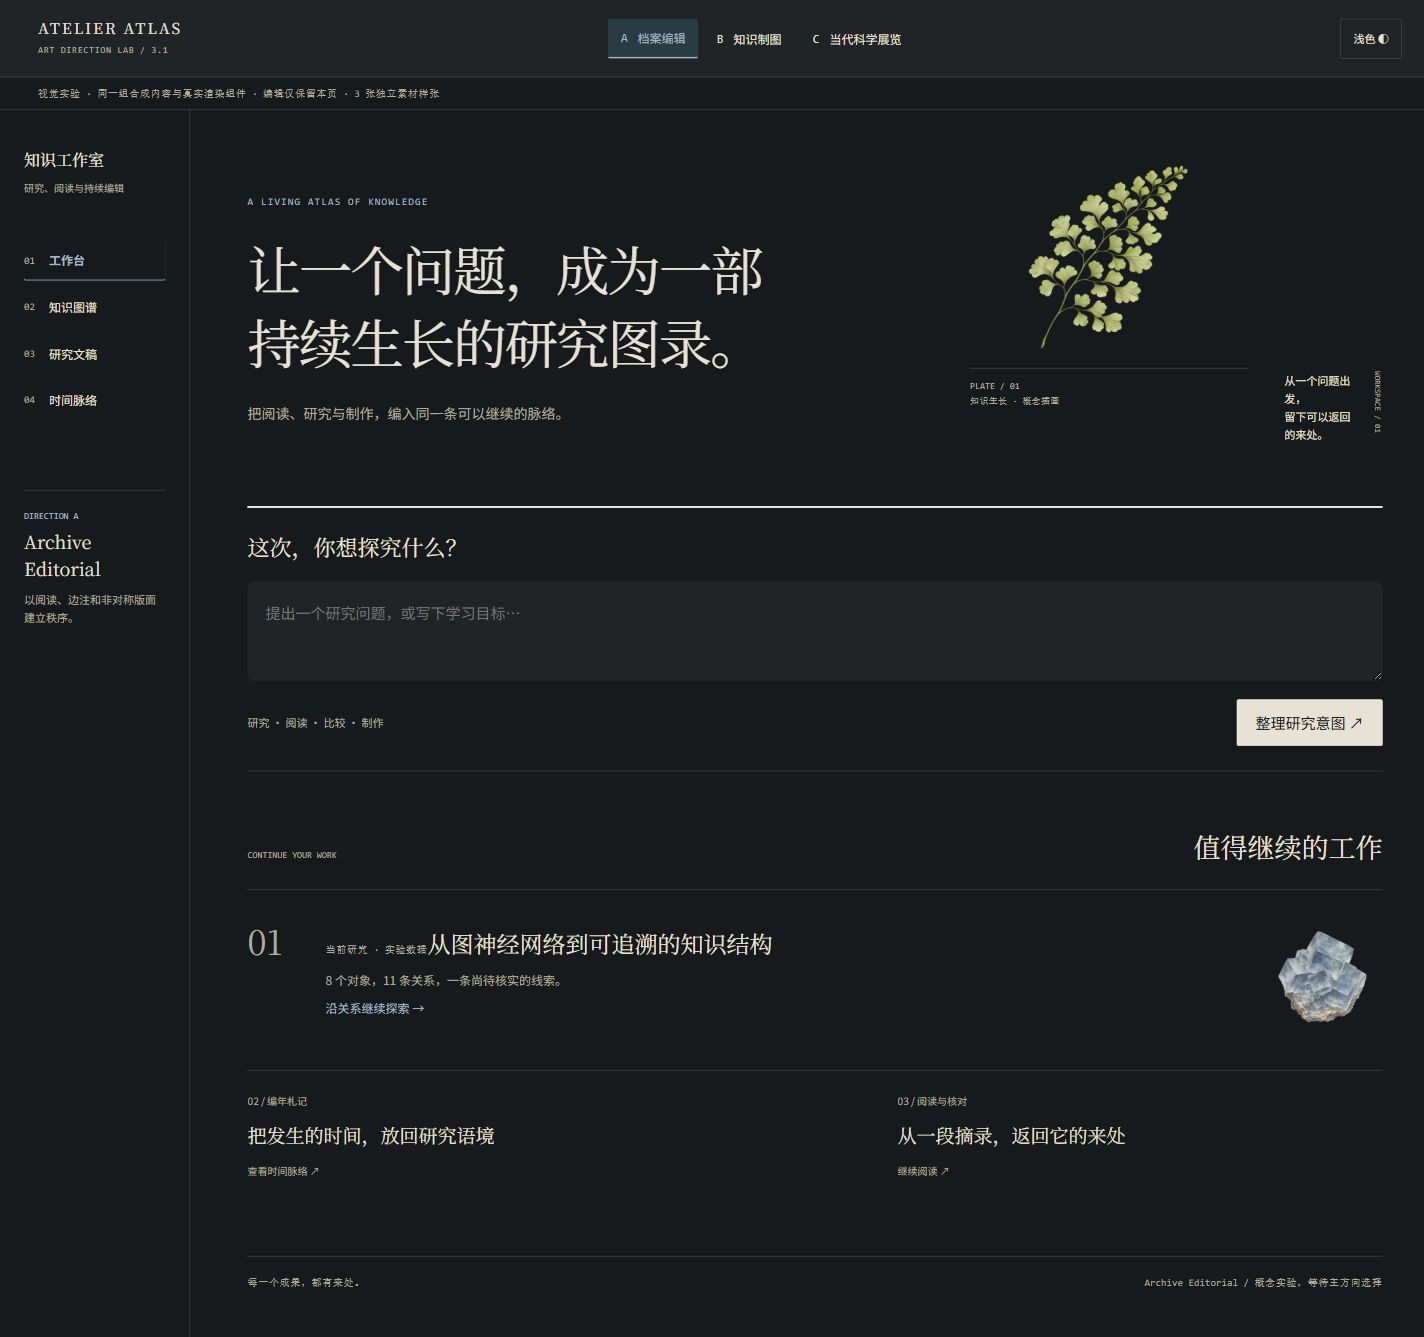 ATELIER ATLAS
ART DIRECTION LAB / 3.1
A 档案编辑
B 知识制图
C 当代科学展览
浅色
视觉实验 · 同一组合成内容与真实渲染组件 · 编辑仅保留本页 · 3 张独立素材样张
知识工作室
研究、阅读与持续编辑
01 工作台
02 知识图谱
03 研究文稿
04 时间脉络
DIRECTION A
Archive
Editorial
以阅读、边注和非对称版面
建立秩序。
A LIVING ATLAS OF KNOWLEDGE
让一个问题，成为一部
持续生长的研究图录。
把阅读、研究与制作，编入同一条可以继续的脉络。
PLATE / 01
知识生长 · 概念插画
从一个问题出
发，
留下可以返回
的来处。
WORKSPACE / 01
这次，你想探究什么？
提出一个研究问题，或写下学习目标…
研究 · 阅读 · 比较 · 制作
整理研究意图 ↗
CONTINUE YOUR WORK
值得继续的工作
01
当前研究 · 实验数据从图神经网络到可追溯的知识结构
8 个对象，11 条关系，一条尚待核实的线索。
沿关系继续探索 →
02 / 编年札记
把发生的时间，放回研究语境
查看时间脉络 ↗
03 / 阅读与核对
从一段摘录，返回它的来处
继续阅读 ↗
每一个成果，都有来处。
Archive Editorial / 概念实验，等待主方向选择